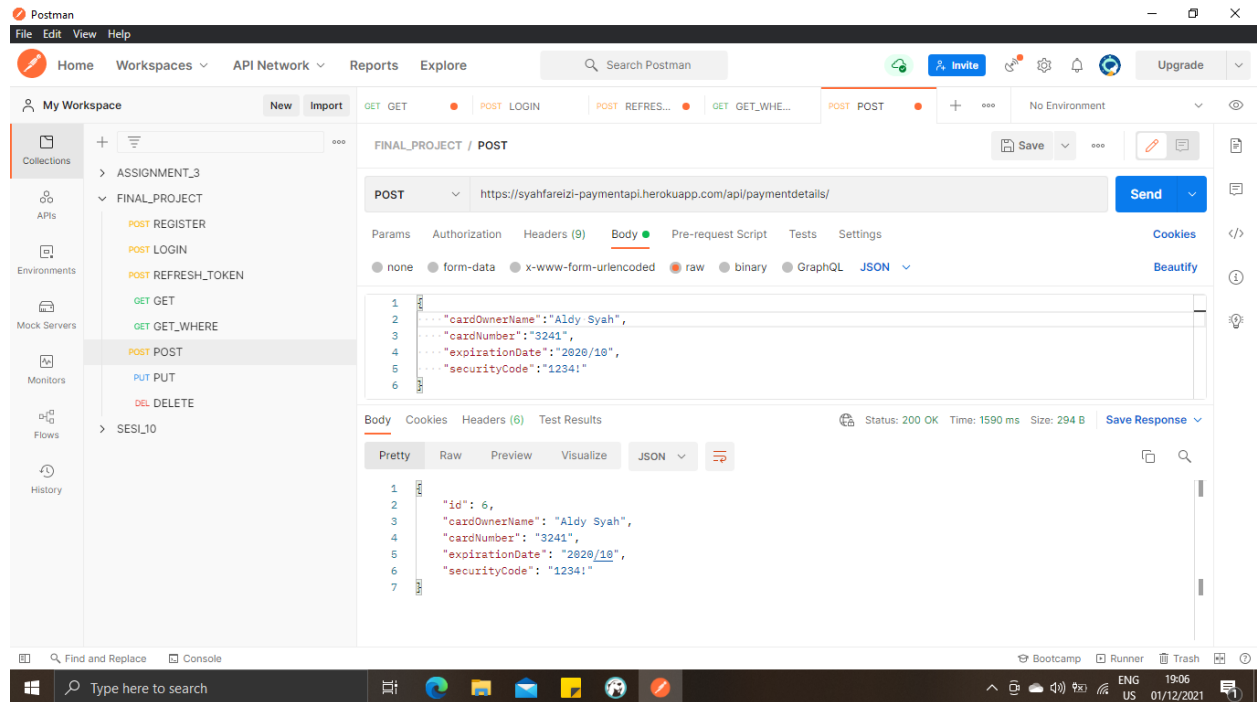 Postman
File Edit View Help
Home Workspaces API Network Reports Explore Search Postman Invite Upgrade
My Workspace New Import GET GET POST LOGIN POST REFRES... GET GET_WHE... POST POST No Environment
Collections
APIs
Environments
Mock Servers
Monitors
Flows
History
ASSIGNMENT_3
FINAL_PROJECT
POST REGISTER
POST LOGIN
POST REFRESH_TOKEN
GET GET
GET GET_WHERE
POST POST
PUT PUT
DEL DELETE
SESI_10
FINAL_PROJECT / POST Save
POST https://syahfareizi-paymentapi.herokuapp.com/api/paymentdetails/ Send
Params Authorization Headers (9) Body Pre-request Script Tests Settings Cookies
none form-data x-www-form-urlencoded raw binary GraphQL JSON Beautify
1 {
2 "cardOwnerName":"Aldy Syah",
3 "cardNumber":"3241",
4 "expirationDate":"2020/10",
5 "securityCode":"1234!"
6 }
Body Cookies Headers (6) Test Results Status: 200 OK Time: 1590 ms Size: 294 B Save Response
Pretty Raw Preview Visualize JSON
1 {
2 "id": 6,
3 "cardOwnerName": "Aldy Syah",
4 "cardNumber": "3241",
5 "expirationDate": "2020/10",
6 "securityCode": "1234!"
7 }
Find and Replace Console Bootcamp Runner Trash
Type here to search ENG 19:06
US 01/12/2021